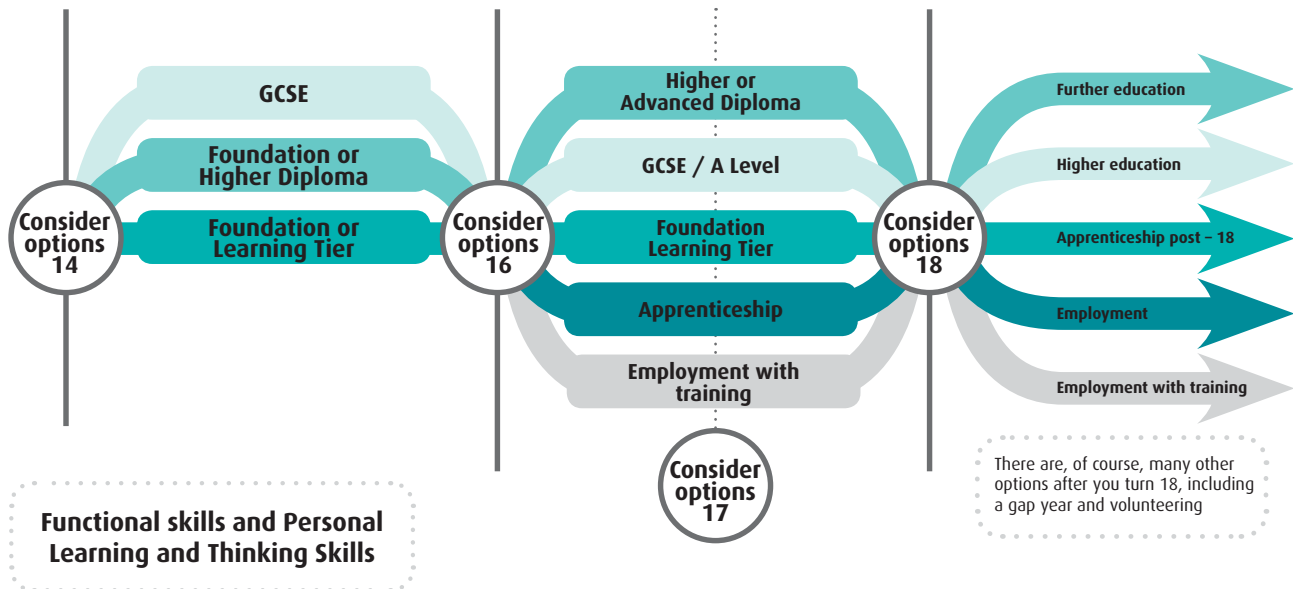 Consider
options
14
GCSE
Foundation or
Higher Diploma
Foundation or
Learning Tier
Consider
options
16
Higher or
Advanced Diploma
GCSE / A Level
Foundation
Learning Tier
Apprenticeship
Employment with
training
Consider
options
17
Consider
options
18
Further education
Higher education
Apprenticeship post – 18
Employment
Employment with training
There are, of course, many other
options after you turn 18, including
a gap year and volunteering
Functional skills and Personal
Learning and Thinking Skills